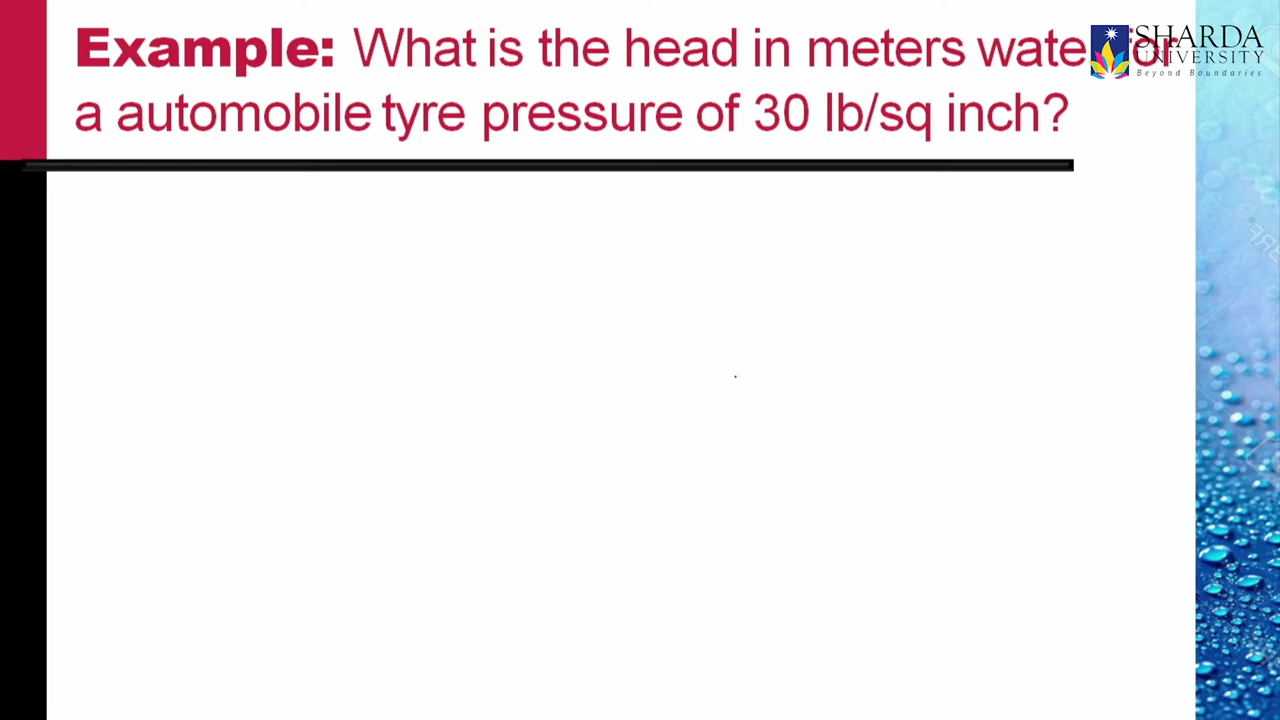 Example: What is the head in meters wate
a automobile tyre pressure of 30 lb/sq inch?
SHARDA
UNIVERSITY
Beyond Boundaries